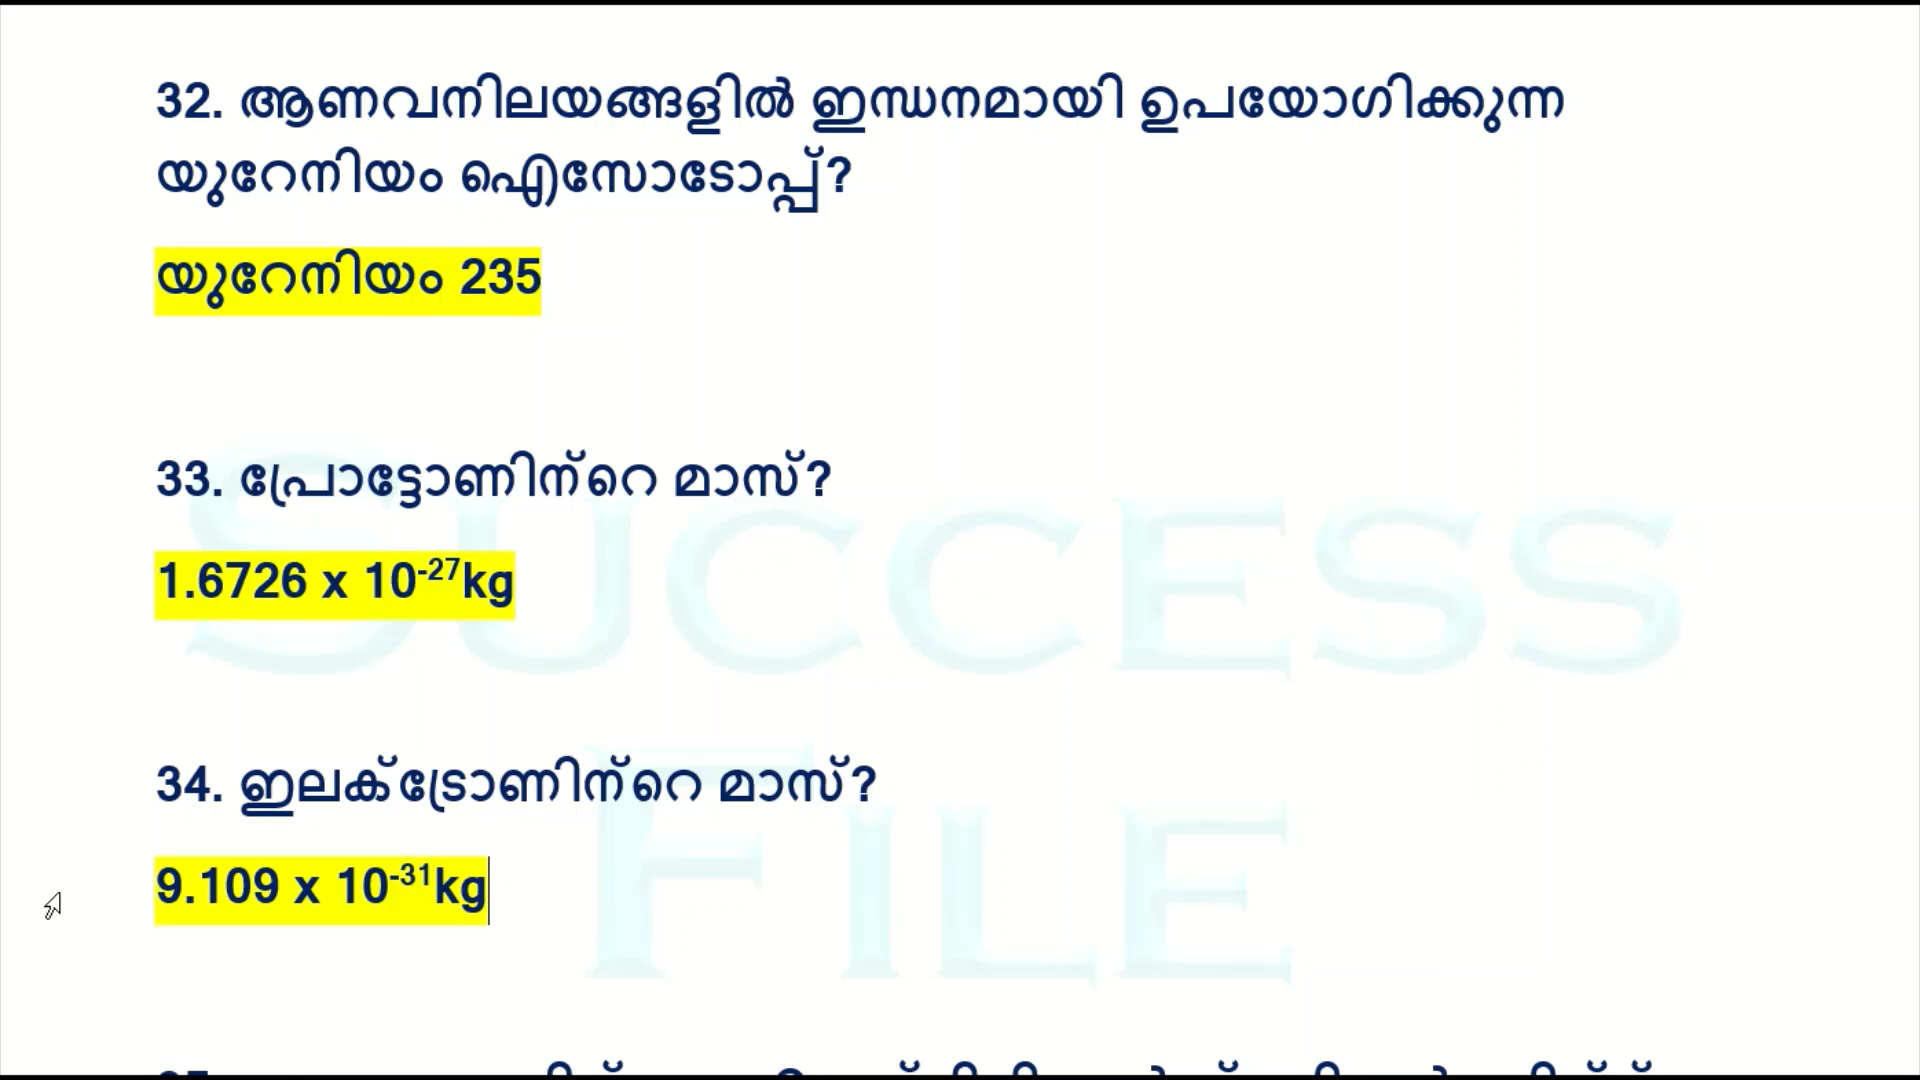 32. ആണവനിലയങ്ങളിൽ ഇന്ധനമായി ഉപയോഗിക്കുന്ന
യുറേനിയം ഐസോടോപ്പ്?
യുറേനിയം 235
33. പ്രോട്ടോണിന്റെ മാസ്?
1.6726 x 10⁻²⁷kg
34. ഇലക്ട്രോണിന്റെ മാസ്?
9.109 x 10⁻³¹kg
SUCCESS
FILE